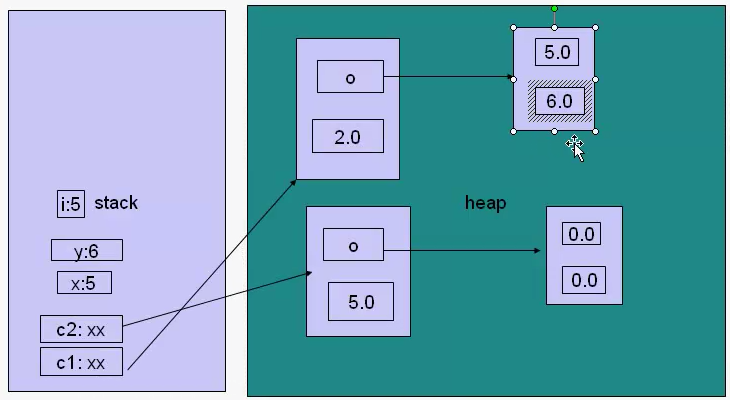 i:5
stack
y:6
x:5
c2: xx
c1: xx
o
2.0
5.0
6.0
heap
o
5.0
0.0
0.0